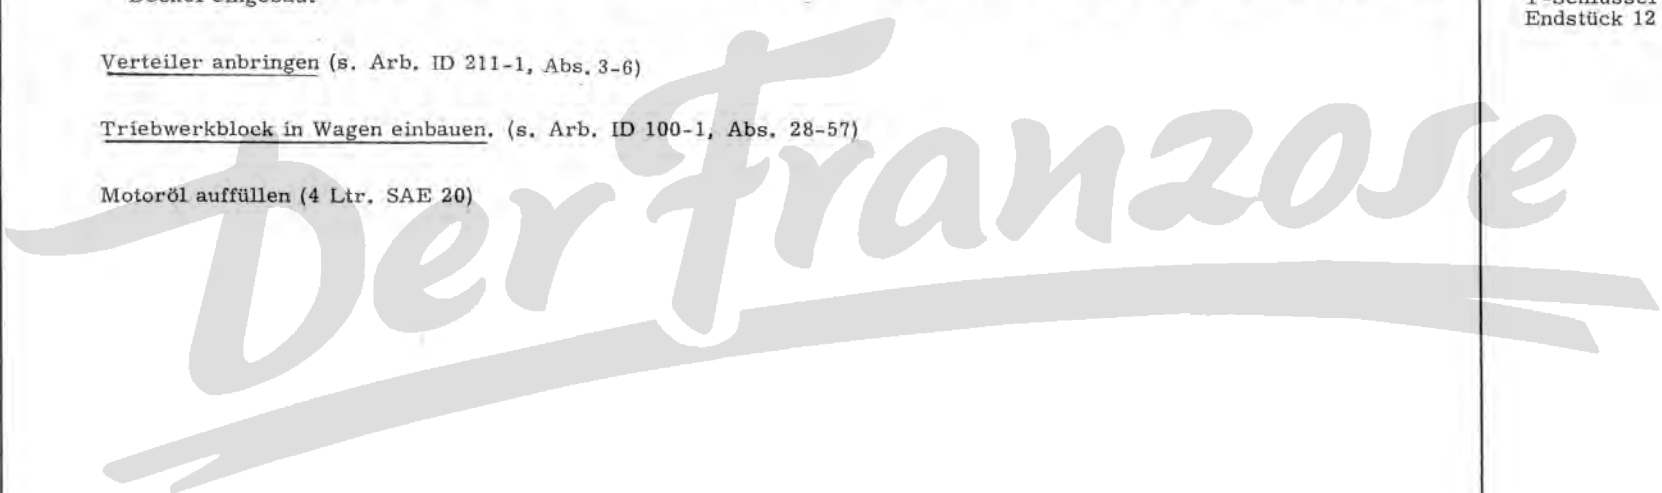 Endstück 12
Verteiler anbringen (s. Arb. ID 211-1, Abs. 3-6)
Triebwerkblock in Wagen einbauen. (s. Arb. ID 100-1, Abs. 28-57)
Motoröl auffüllen (4 Ltr. SAE 20)
Der Franzose